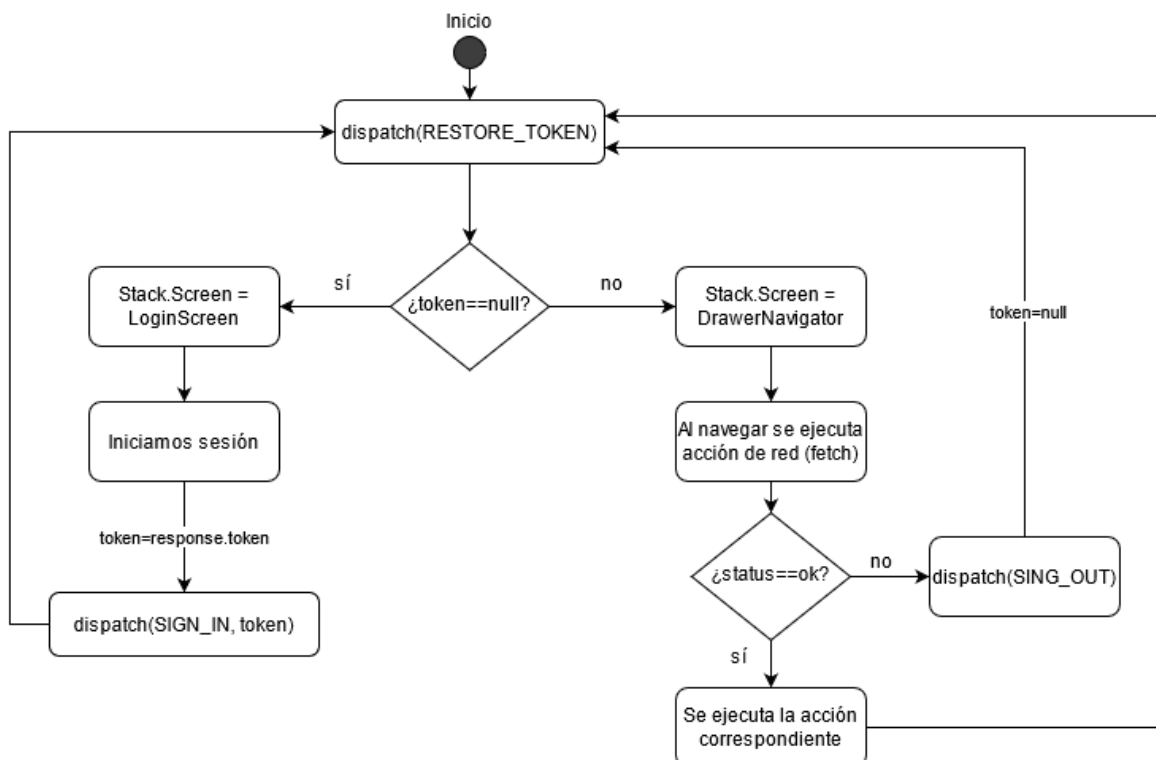 Inicio
dispatch(RESTORE_TOKEN)
sí
¿token==null?
no
Stack.Screen =
LoginScreen
Stack.Screen =
DrawerNavigator
token=null
Iniciamos sesión
Al navegar se ejecuta
acción de red (fetch)
token=response.token
¿status==ok?
no
dispatch(SING_OUT)
dispatch(SIGN_IN, token)
sí
Se ejecuta la acción
correspondiente